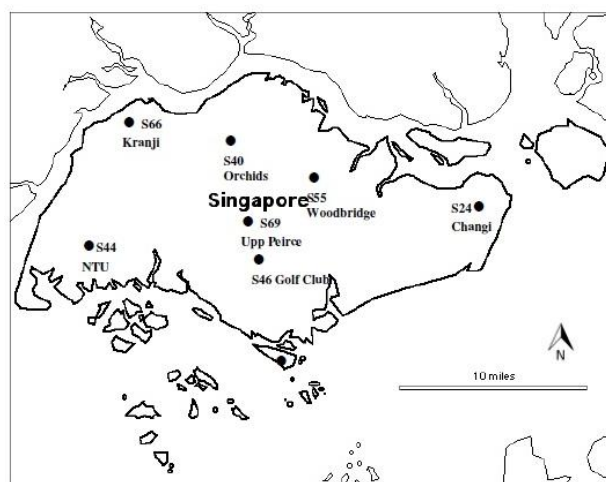 S66
Kranji
S40
Orchids
Singapore
S55
Woodbridge
S24
Changi
S69
Upp Peirce
S44
NTU
S46 Golf Club
N
10 miles